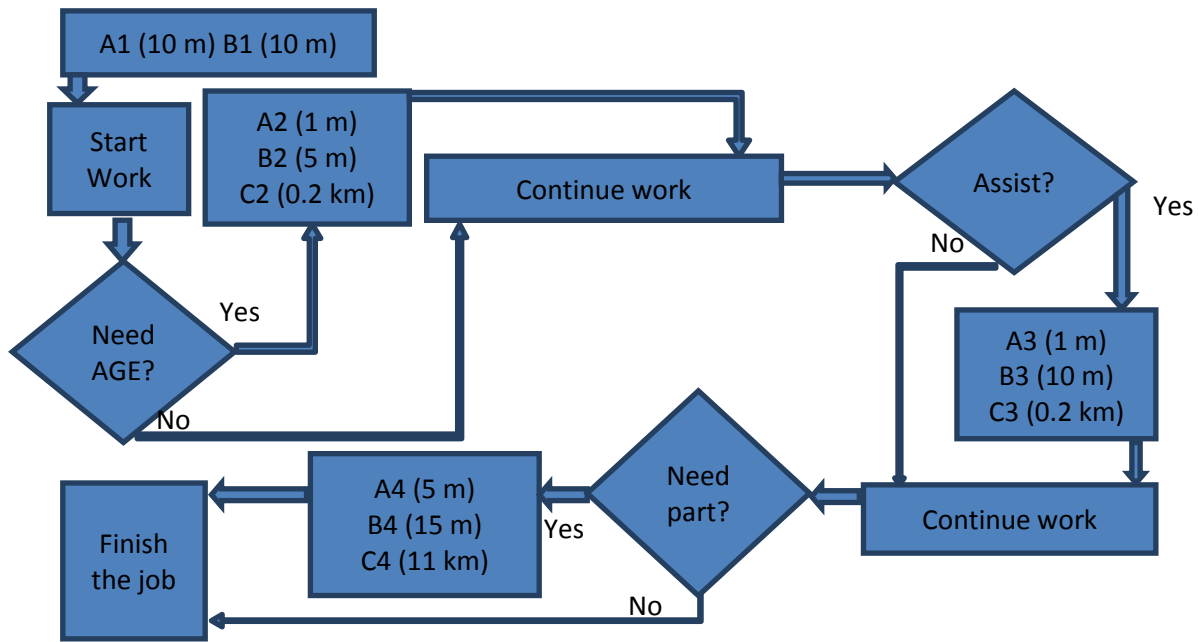 A1 (10 m) B1 (10 m)
Start
Work
Need
AGE?
Yes
No
A2 (1 m)
B2 (5 m)
C2 (0.2 km)
Continue work
Assist?
Yes
No
A3 (1 m)
B3 (10 m)
C3 (0.2 km)
Continue work
Need
part?
Yes
No
A4 (5 m)
B4 (15 m)
C4 (11 km)
Finish
the job